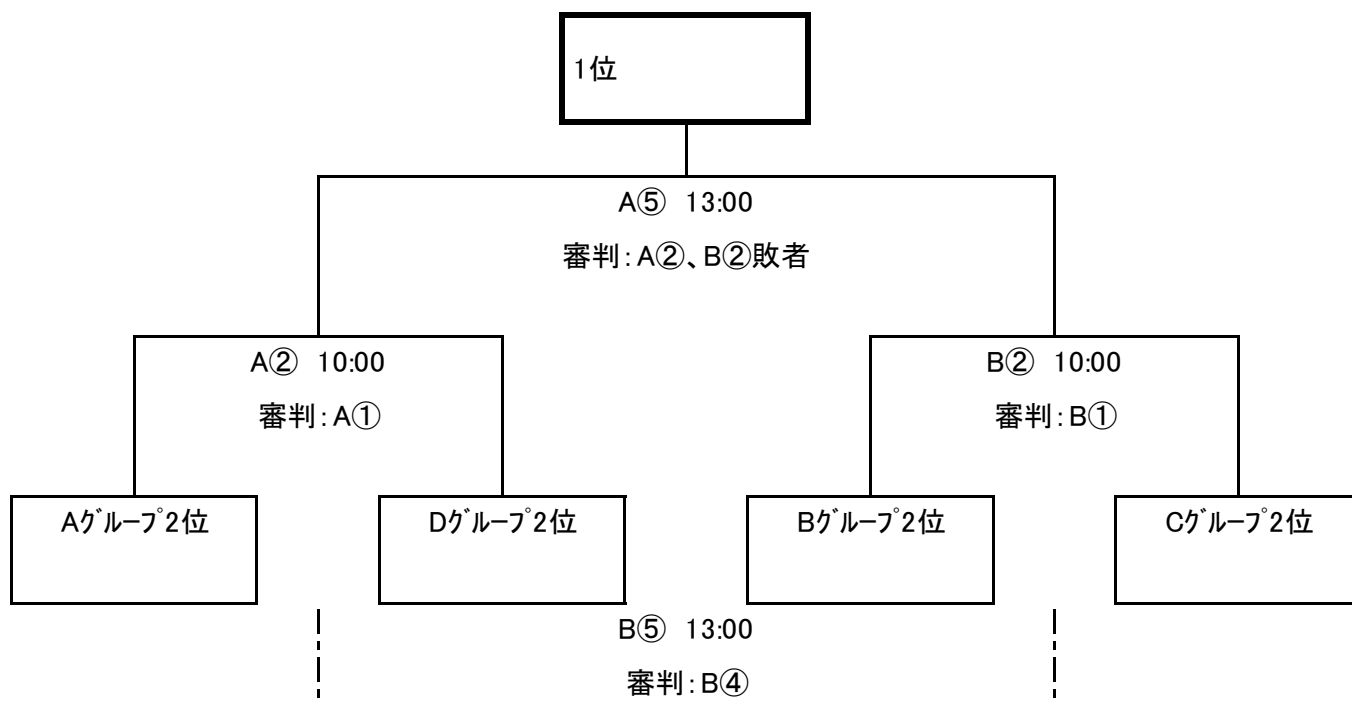 1位
A⑤ 13:00
審判:A②、B②敗者
A② 10:00
審判:A①
B② 10:00
審判:B①
Aグループ2位
Dグループ2位
Bグループ2位
Cグループ2位
B⑤ 13:00
審判:B④